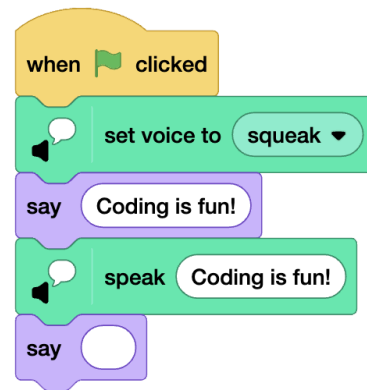 when clicked
set voice to squeak
say Coding is fun!
speak Coding is fun!
say